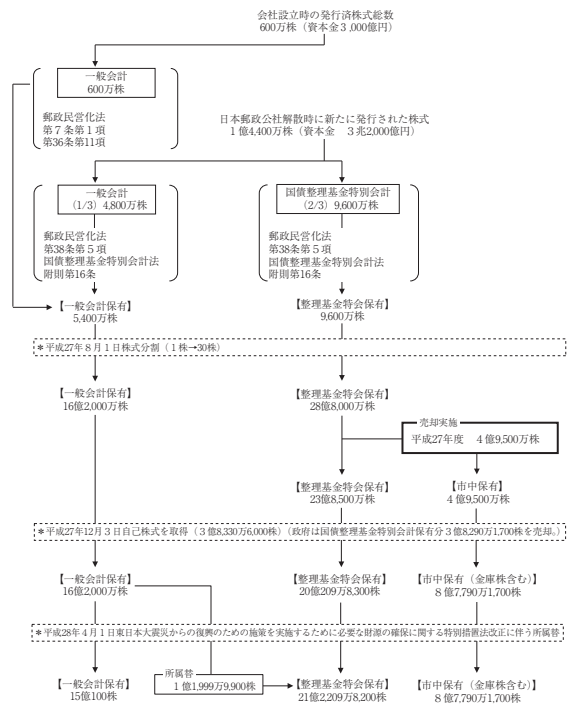 会社設立時の発行済株式総数
600万株（資本金3,000億円）
一般会計
600万株
郵政民営化法
第７条第１項
第36条第11項
日本郵政公社解散時に新たに発行された株式
１億4,400万株（資本金　３兆2,000億円）
一般会計
（1/3）4,800万株
国債整理基金特別会計
（2/3）9,600万株
郵政民営化法
第38条第５項
国債整理基金特別会計法
附則第16条
郵政民営化法
第38条第５項
国債整理基金特別会計法
附則第16条
【一般会計保有】
5,400万株
【整理基金特会保有】
9,600万株
＊平成27年８月１日株式分割（１株→30株）
【一般会計保有】
16億2,000万株
【整理基金特会保有】
28億8,000万株
売却実施
平成27年度　４億9,500万株
【整理基金特会保有】
23億8,500万株
【市中保有】
４億9,500万株
＊平成27年12月３日自己株式を取得（３億8,330万6,000株）（政府は国債整理基金特別会計保有分３億8,290万1,700株を売却。）
【一般会計保有】
16億2,000万株
【整理基金特会保有】
20億209万8,300株
【市中保有（金庫株含む）】
８億7,790万1,700株
＊平成28年４月１日東日本大震災からの復興のための施策を実施するために必要な財源の確保に関する特別措置法改正に伴う所属替
所属替
１億1,999万9,900株
【一般会計保有】
15億100株
【整理基金特会保有】
21億2,209万8,200株
【市中保有（金庫株含む）】
８億7,790万1,700株